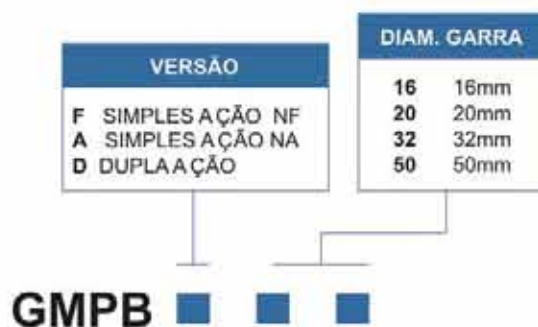 VERSÃO
F SIMPLES AÇÃO NF
A SIMPLES AÇÃO NA
D DUPLA AÇÃO
DIAM. GARRA
16 16mm
20 20mm
32 32mm
50 50mm
GMPB